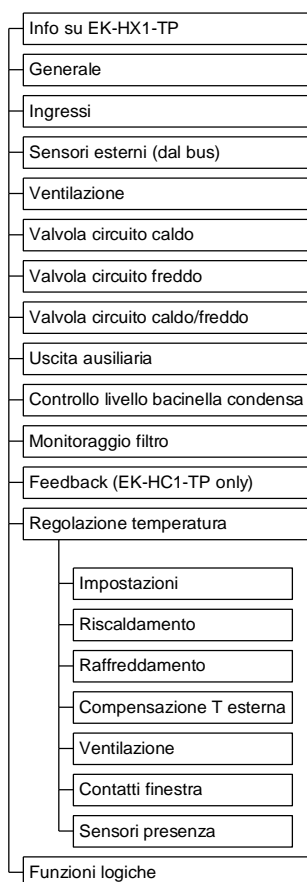 Info su EK-HX1-TP
Generale
Ingressi
Sensori esterni (dal bus)
Ventilazione
Valvola circuito caldo
Valvola circuito freddo
Valvola circuito caldo/freddo
Uscita ausiliaria
Controllo livello bacinella condensa
Monitoraggio filtro
Feedback (EK-HC1-TP only)
Regolazione temperatura
Impostazioni
Riscaldamento
Raffreddamento
Compensazione T esterna
Ventilazione
Contatti finestra
Sensori presenza
Funzioni logiche